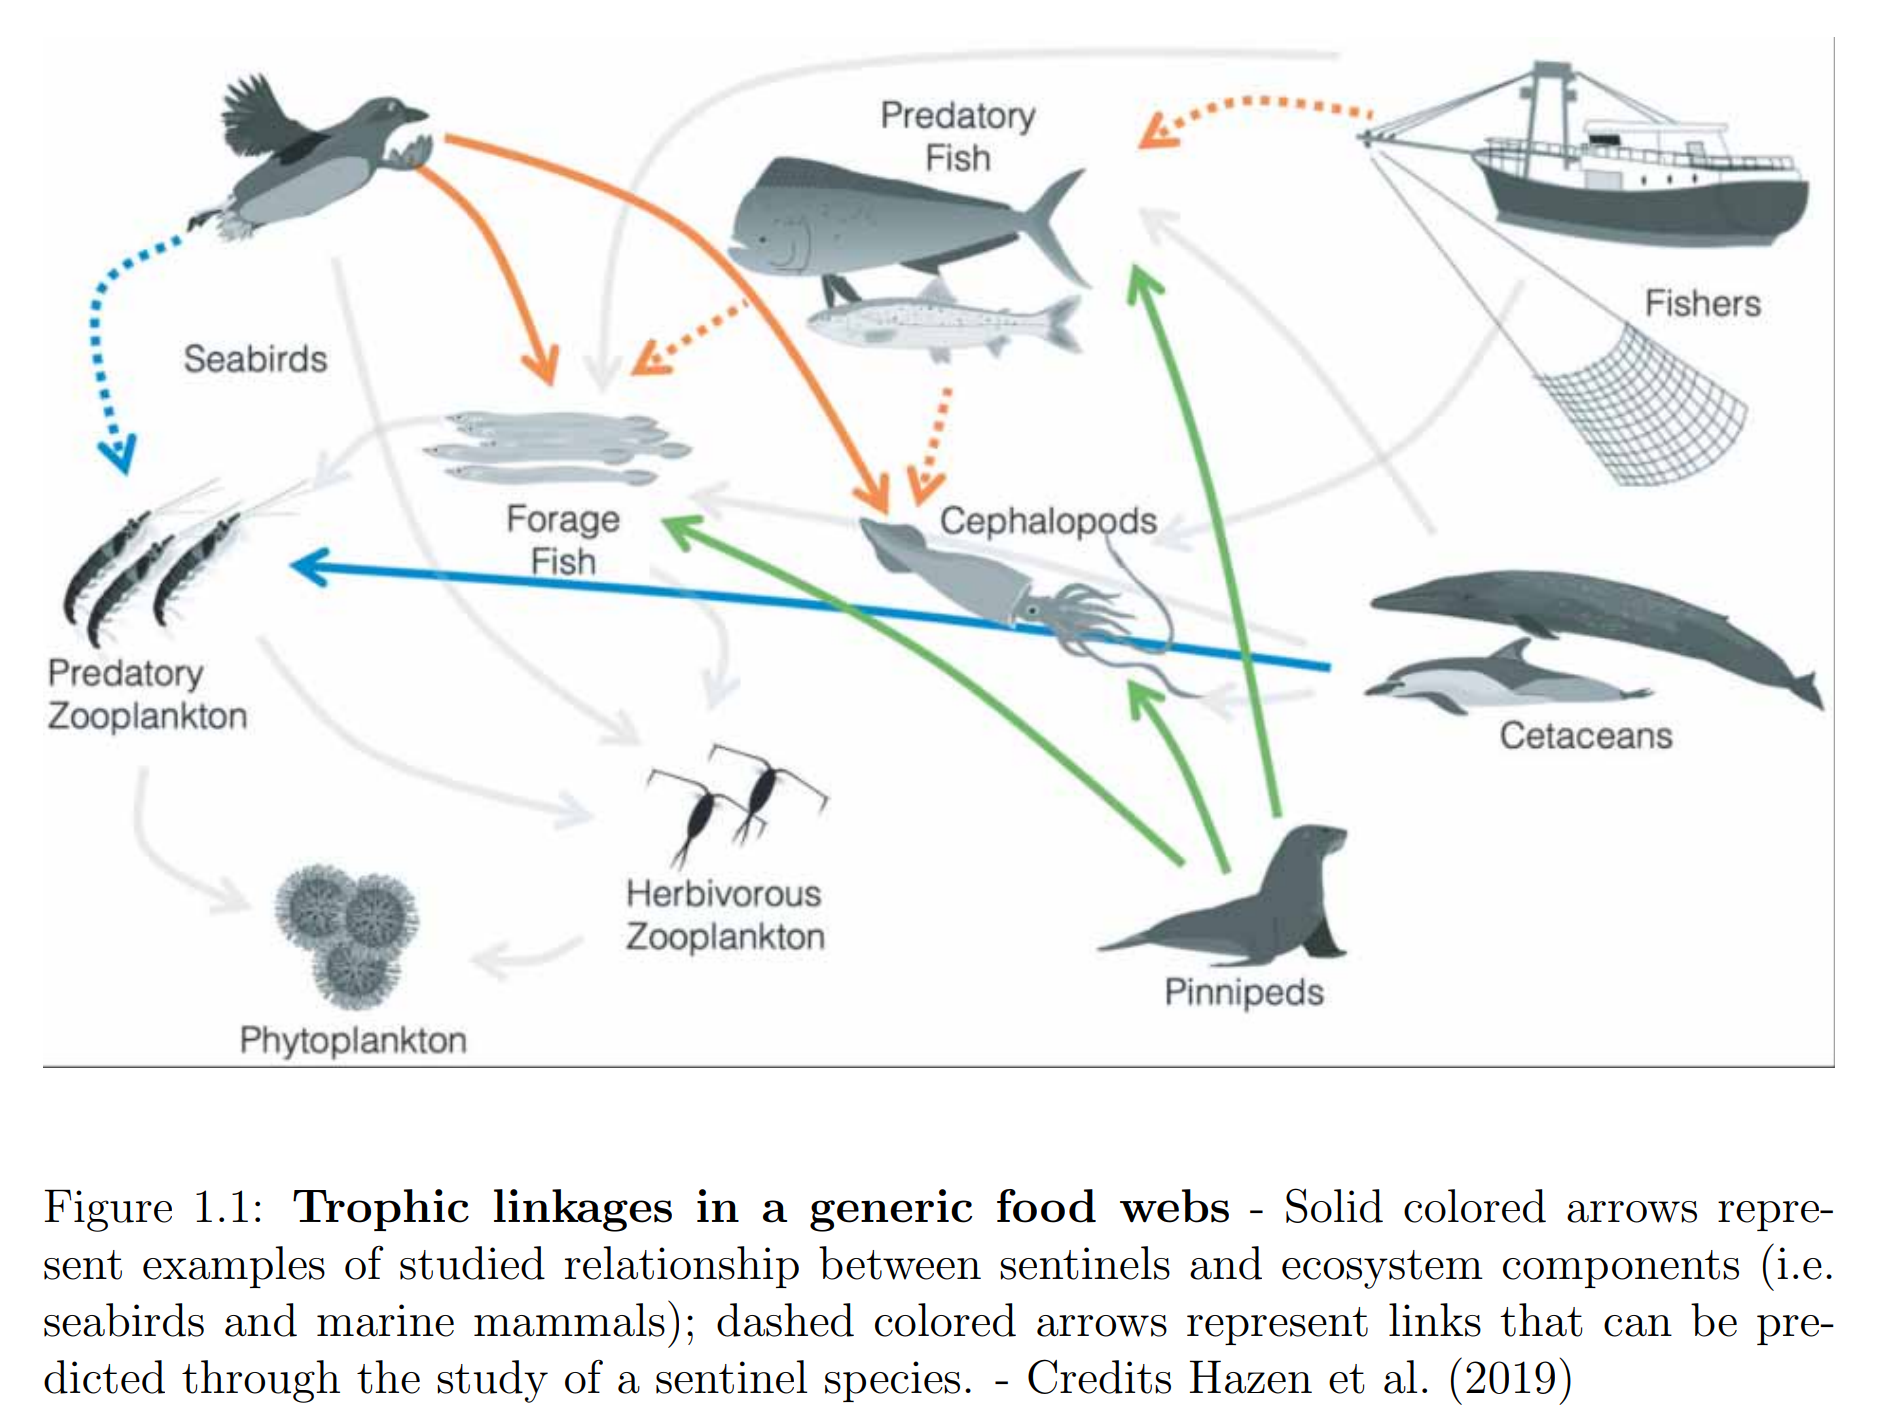 Predatory
Fish
Fishers
Seabirds
Forage
Fish
Cephalopods
Predatory
Zooplankton
Cetaceans
Herbivorous
Zooplankton
Pinnipeds
Phytoplankton
Figure 1.1: Trophic linkages in a generic food webs - Solid colored arrows repre-
sent examples of studied relationship between sentinels and ecosystem components (i.e.
seabirds and marine mammals); dashed colored arrows represent links that can be pre-
dicted through the study of a sentinel species. - Credits Hazen et al. (2019)